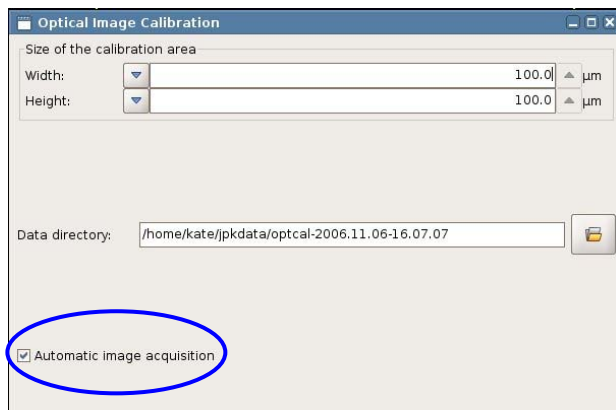 Optical Image Calibration
Size of the calibration area
Width: 100.0 µm
Height: 100.0 µm
Data directory: /home/kate/jpkdata/optcal-2006.11.06-16.07.07
Automatic image acquisition